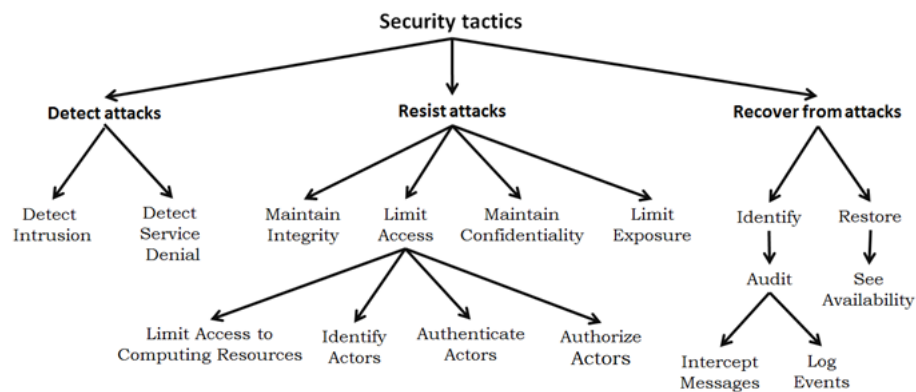 Security tactics
Detect attacks
Resist attacks
Recover from attacks
Detect
Intrusion
Detect
Service
Denial
Maintain
Integrity
Limit
Access
Maintain
Confidentiality
Limit
Exposure
Identify
Restore
Audit
See
Availability
Limit Access to
Computing Resources
Identify
Actors
Authenticate
Actors
Authorize
Actors
Intercept
Messages
Log
Events